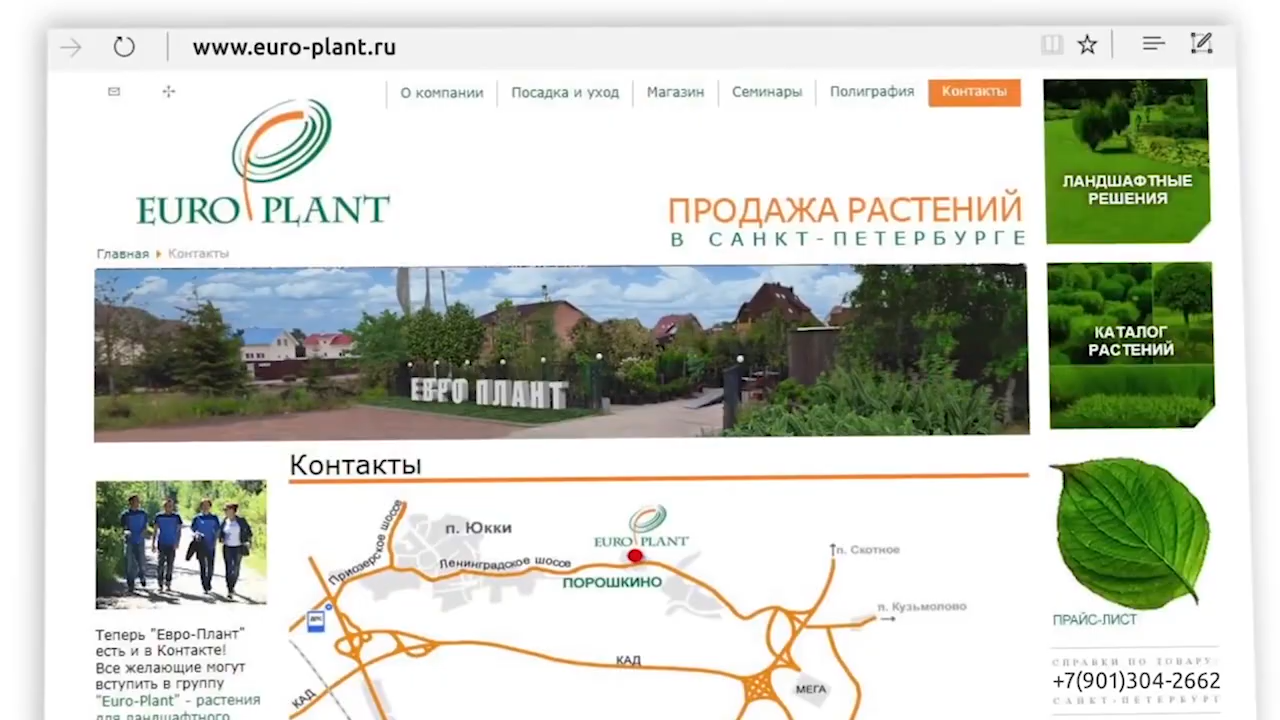 www.euro-plant.ru
О компании
Посадка и уход
Магазин
Семинары
Полиграфия
Контакты
EURO PLANT
ПРОДАЖА РАСТЕНИЙ
В САНКТ-ПЕТЕРБУРГЕ
ЛАНДШАФТНЫЕ
РЕШЕНИЯ
Главная
Контакты
ЕВРО ПЛАНТ
КАТАЛОГ
РАСТЕНИЙ
Контакты
Приозерское шоссе
п. Юкки
Ленинградское шоссе
EURO PLANT
ПОРОШКИНО
п. Скотное
п. Кузьмолово
ДПС
КАД
КАД
МЕГА
Теперь "Евро-Плант"
есть и в Контакте!
Все желающие могут
вступить в группу
"Euro-Plant" - растения
для ландшафтного
ПРАЙС-ЛИСТ
СПРАВКИ ПО ТОВАРУ:
+7(901)304-2662
САНКТ-ПЕТЕРБУРГ